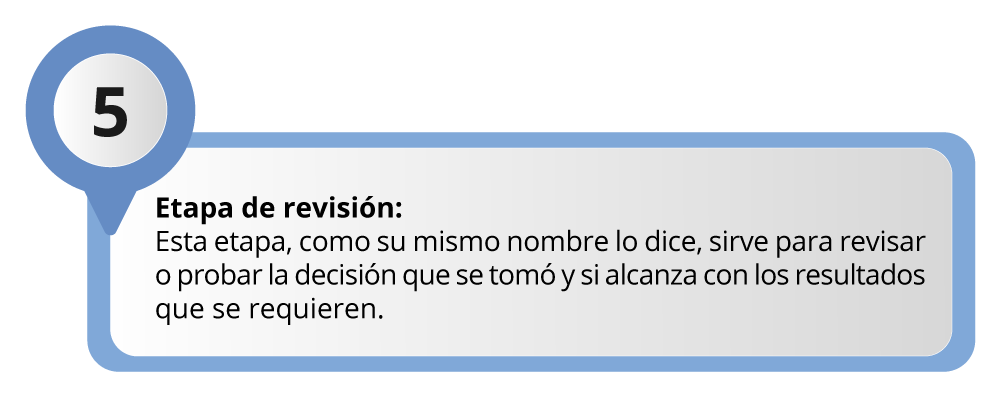 5
Etapa de revisión:
Esta etapa, como su mismo nombre lo dice, sirve para revisar
o probar la decisión que se tomó y si alcanza con los resultados
que se requieren.